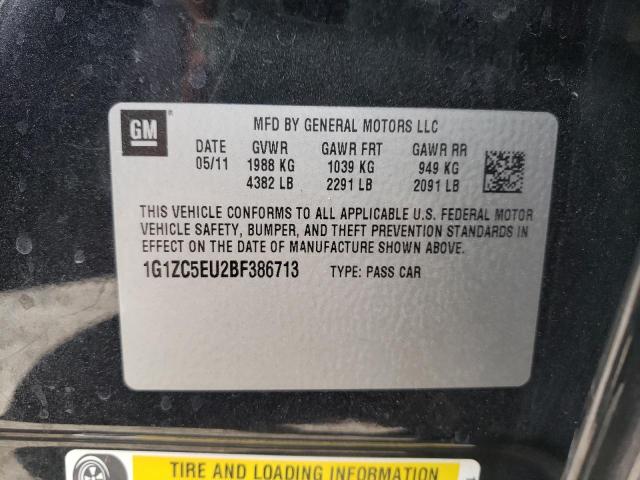 GM
MFD BY GENERAL MOTORS LLC
DATE GVWR GAWR FRT GAWR RR
05/11 1988 KG 1039 KG 949 KG
4382 LB 2291 LB 2091 LB
THIS VEHICLE CONFORMS TO ALL APPLICABLE U.S. FEDERAL MOTOR
VEHICLE SAFETY, BUMPER, AND THEFT PREVENTION STANDARDS IN
EFFECT ON THE DATE OF MANUFACTURE SHOWN ABOVE.
1G1ZC5EU2BF386713 TYPE: PASS CAR
TIRE AND LOADING INFORMATION